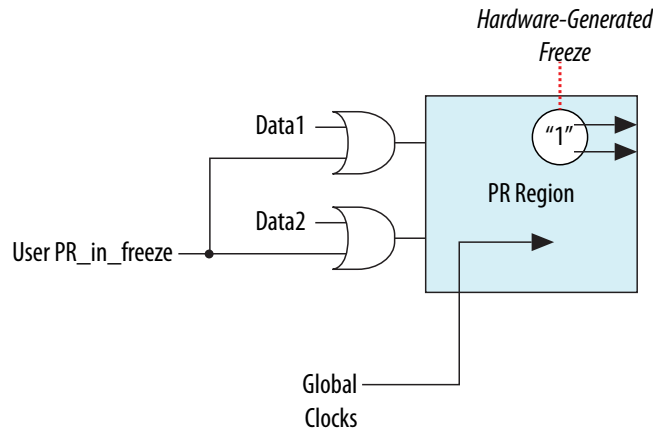 Hardware-Generated
Freeze
Data1
“1”
PR Region
Data2
User PR_in_freeze
Global
Clocks